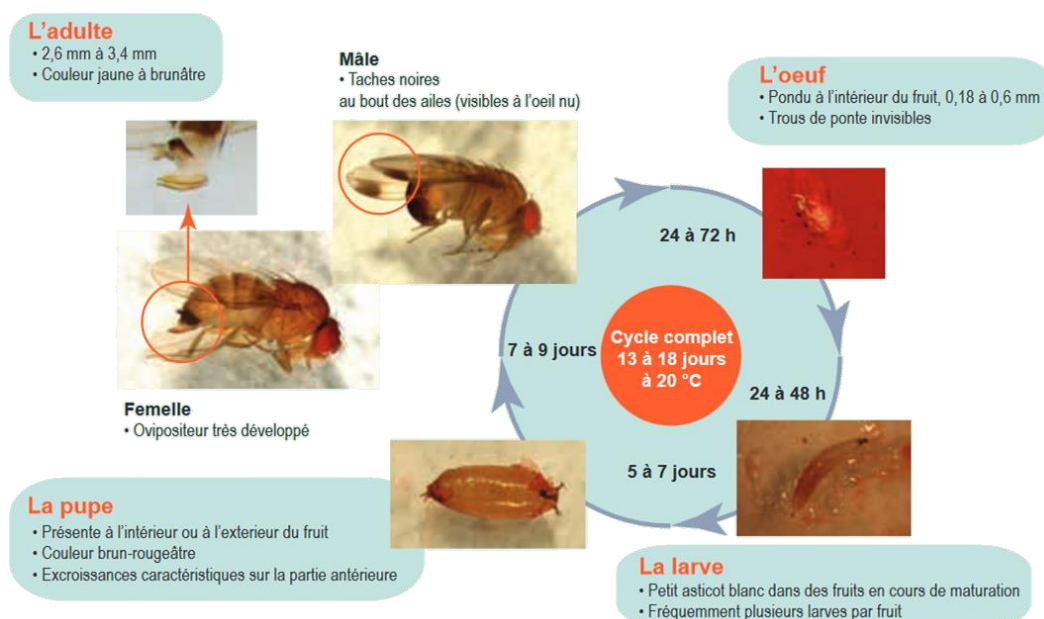 L'adulte
• 2,6 mm à 3,4 mm
• Couleur jaune à brunâtre
Mâle
• Taches noires
au bout des ailes (visibles à l'oeil nu)
L'oeuf
• Pondu à l'intérieur du fruit, 0,18 à 0,6 mm
• Trous de ponte invisibles
24 à 72 h
Cycle complet
13 à 18 jours
à 20 °C
7 à 9 jours
24 à 48 h
5 à 7 jours
Femelle
• Ovipositeur très développé
La pupe
• Présente à l'intérieur ou à l'exterieur du fruit
• Couleur brun-rougeâtre
• Excroissances caractéristiques sur la partie antérieure
La larve
• Petit asticot blanc dans des fruits en cours de maturation
• Fréquemment plusieurs larves par fruit